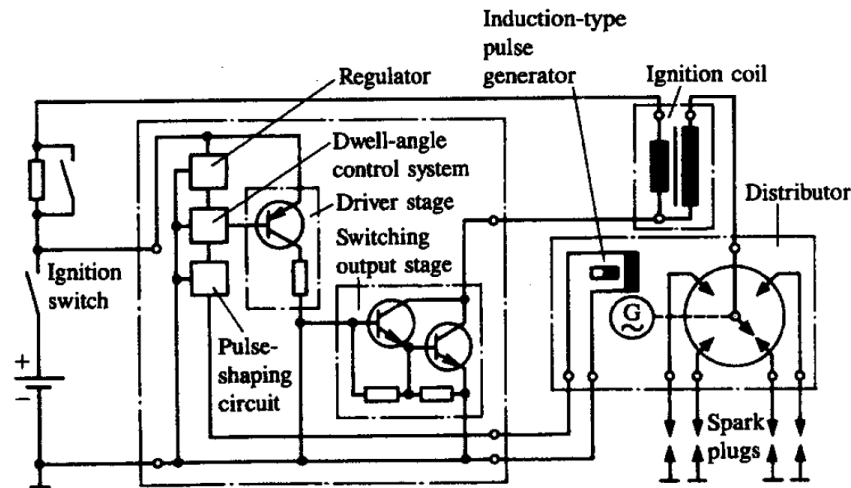 Induction-type
pulse
generator
Ignition coil
Regulator
Dwell-angle
control system
Driver stage
Distributor
Switching
output stage
Ignition
switch
G
~
+
-
Pulse-
shaping
circuit
Spark
plugs